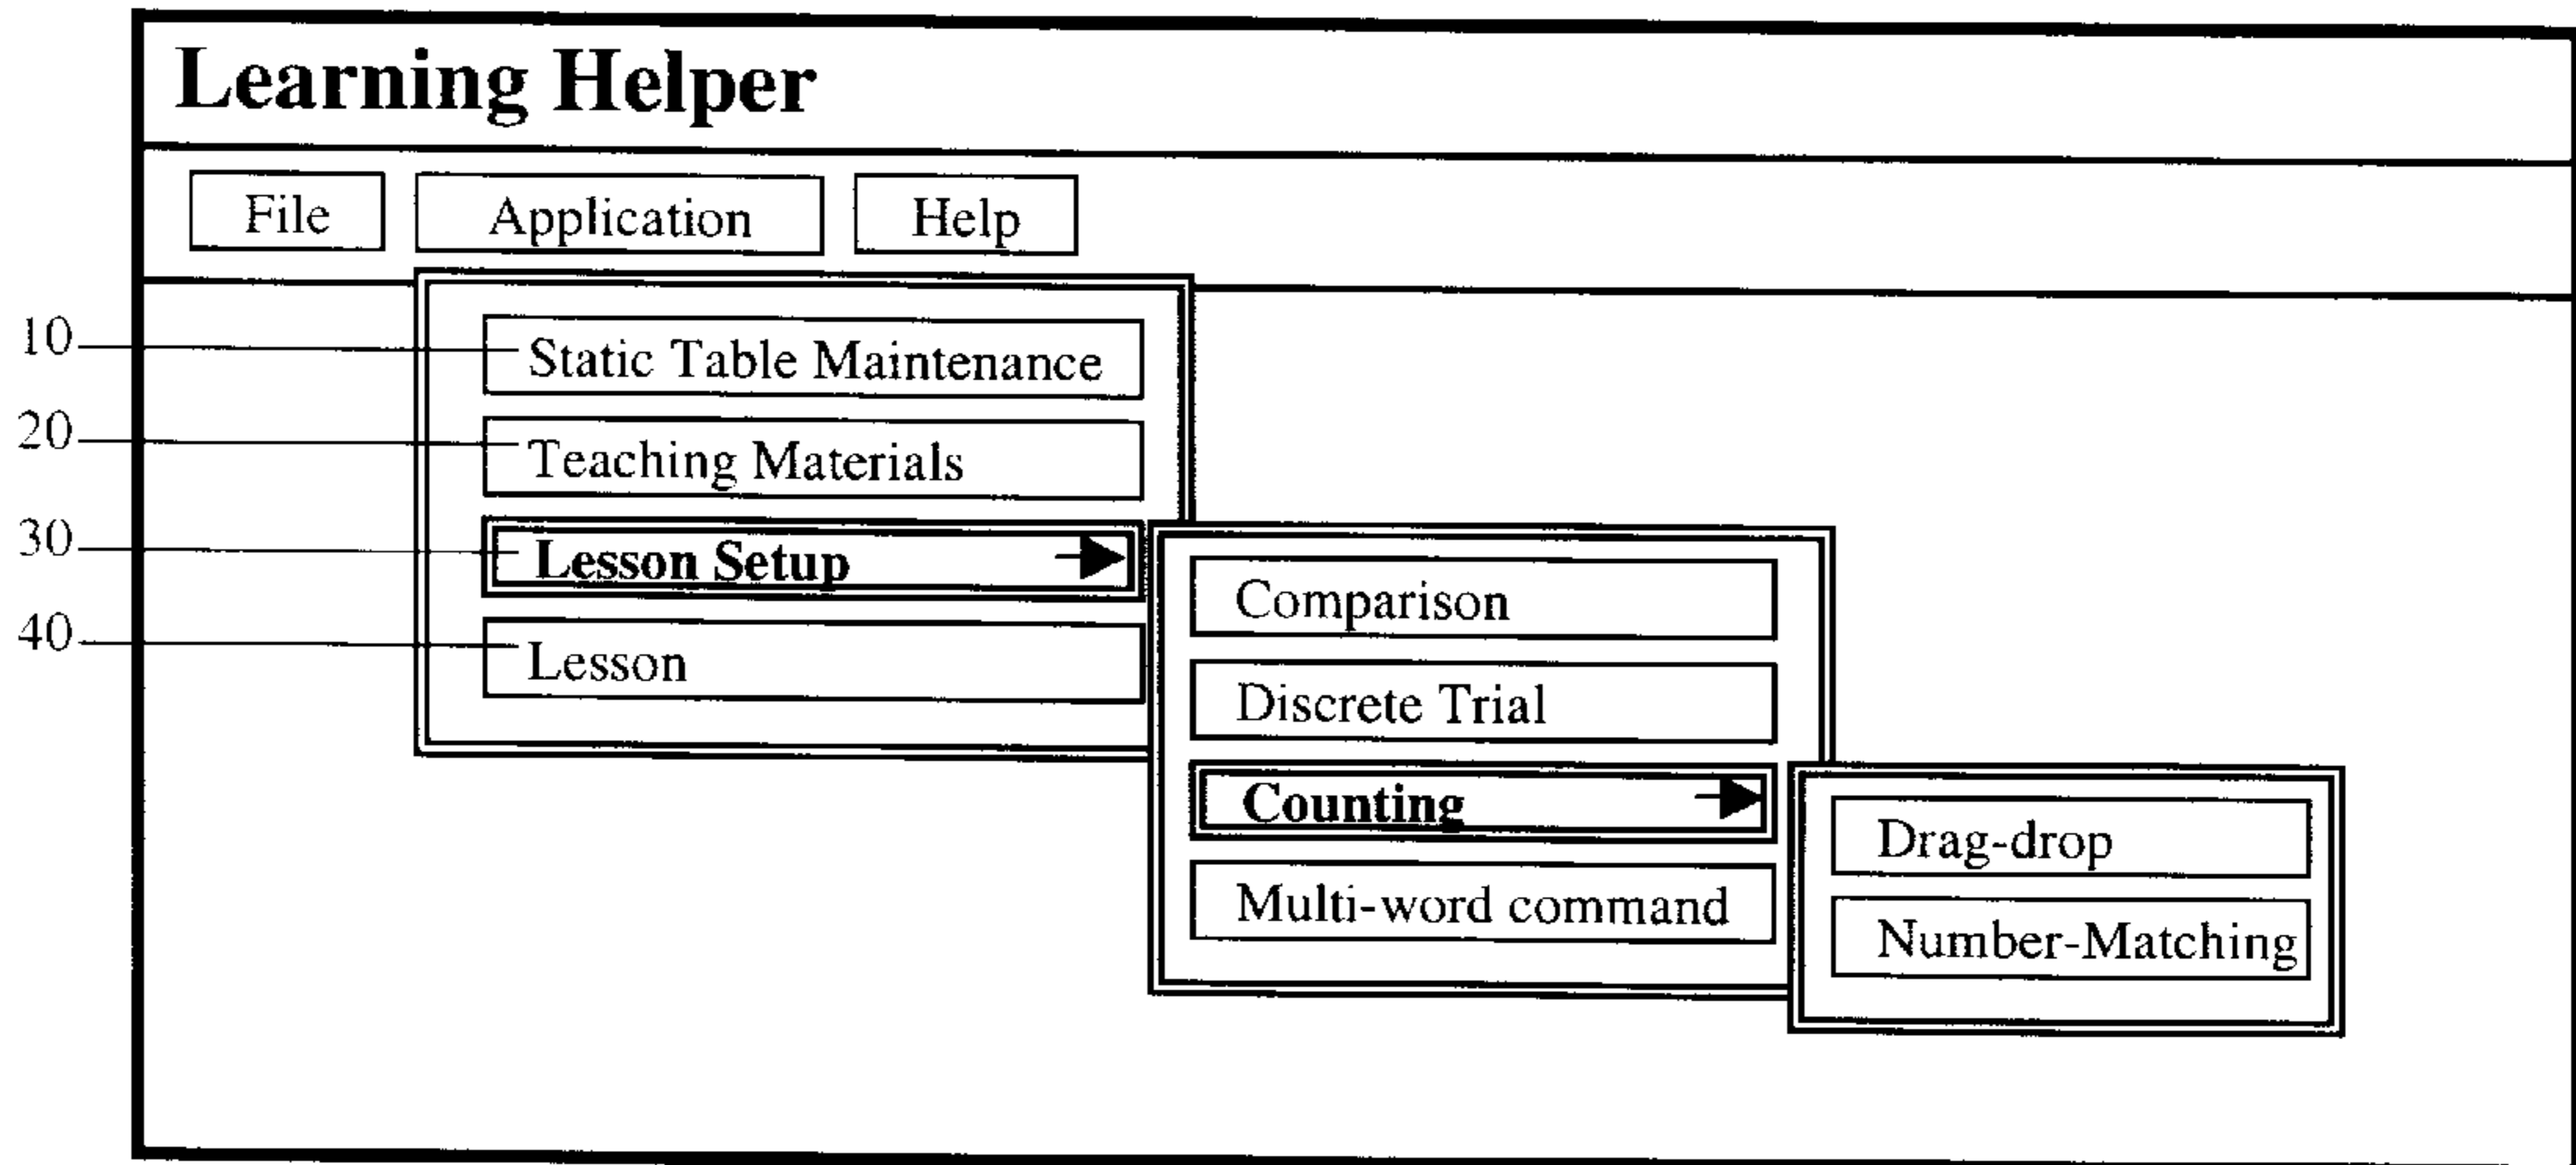 Learning Helper
File Application Help
10 Static Table Maintenance
20 Teaching Materials
30 Lesson Setup
40 Lesson
Comparison
Discrete Trial
Counting
Multi-word command
Drag-drop
Number-Matching